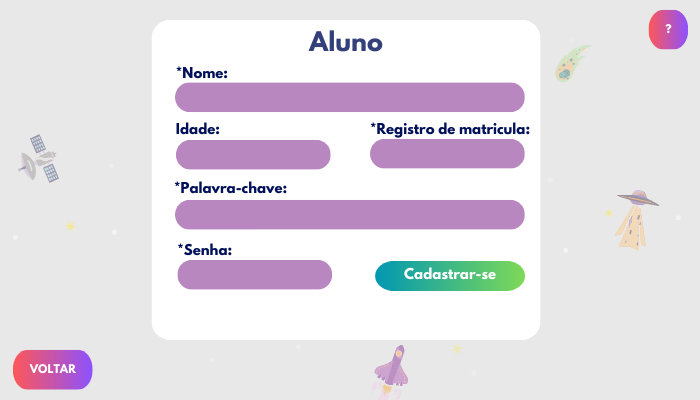 Aluno
?
*Nome:
Idade:
*Registro de matricula:
*Palavra-chave:
*Senha:
Cadastrar-se
VOLTAR